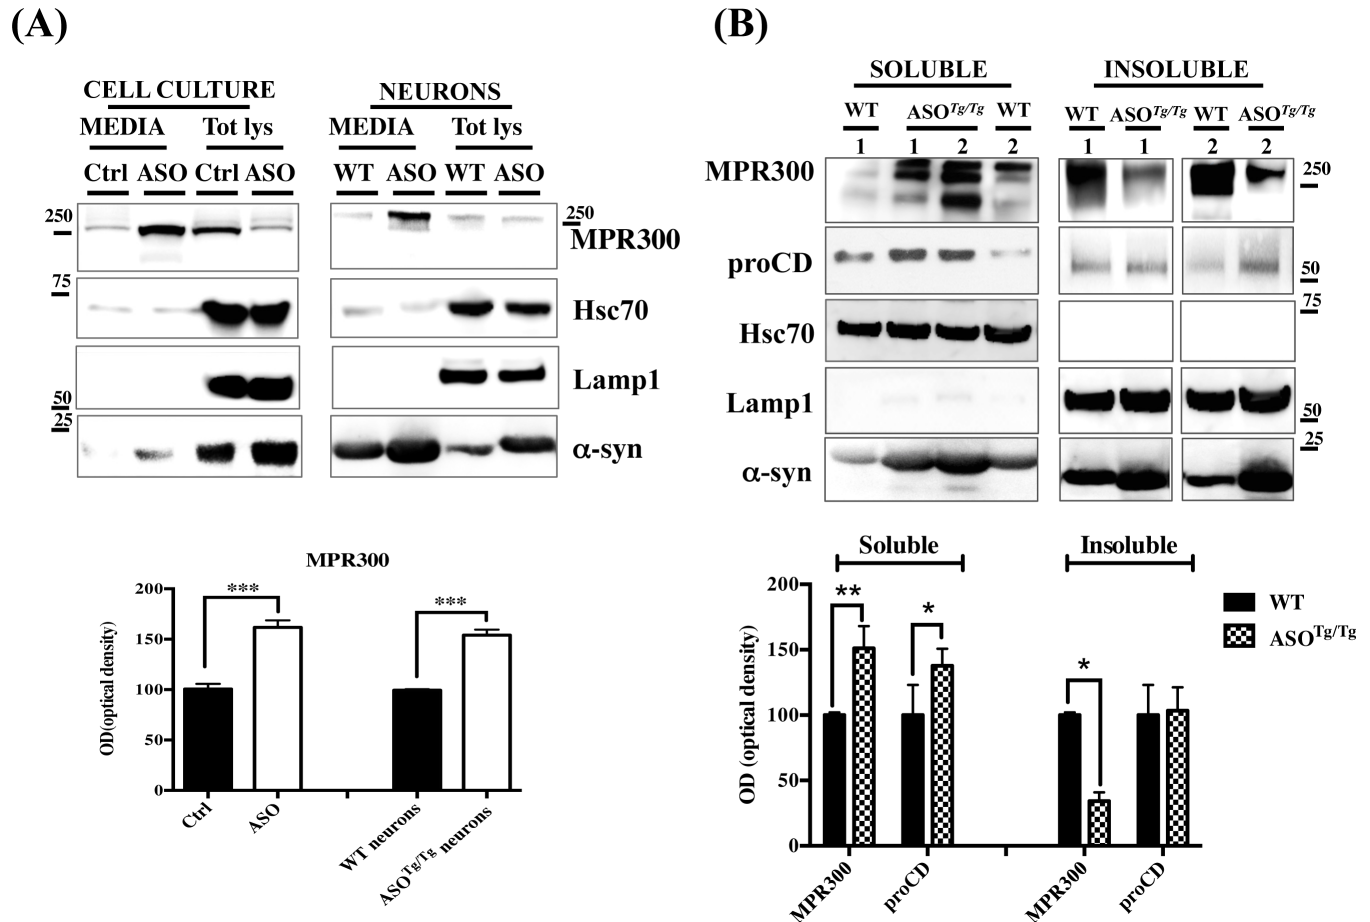 (A)
CELL CULTURE
NEURONS
MEDIA Tot lys
MEDIA Tot lys
Ctrl ASO Ctrl ASO
WT ASO WT ASO
250
250
MPR300
75
Hsc70
Lamp1
50
25
α-syn
MPR300
OD(optical density)
200
150
100
50
0
***
***
Ctrl
ASO
WT neurons
ASOTg/Tg neurons
(B)
SOLUBLE
INSOLUBLE
WT ASOTg/Tg WT
WT ASOTg/Tg WT ASOTg/Tg
1 1 2 2
1 1 2 2
MPR300
250
proCD
50
75
Hsc70
Lamp1
50
25
α-syn
Soluble
Insoluble
OD (optical density)
200
150
100
50
0
**
*
*
WT
ASOTg/Tg
MPR300
proCD
MPR300
proCD